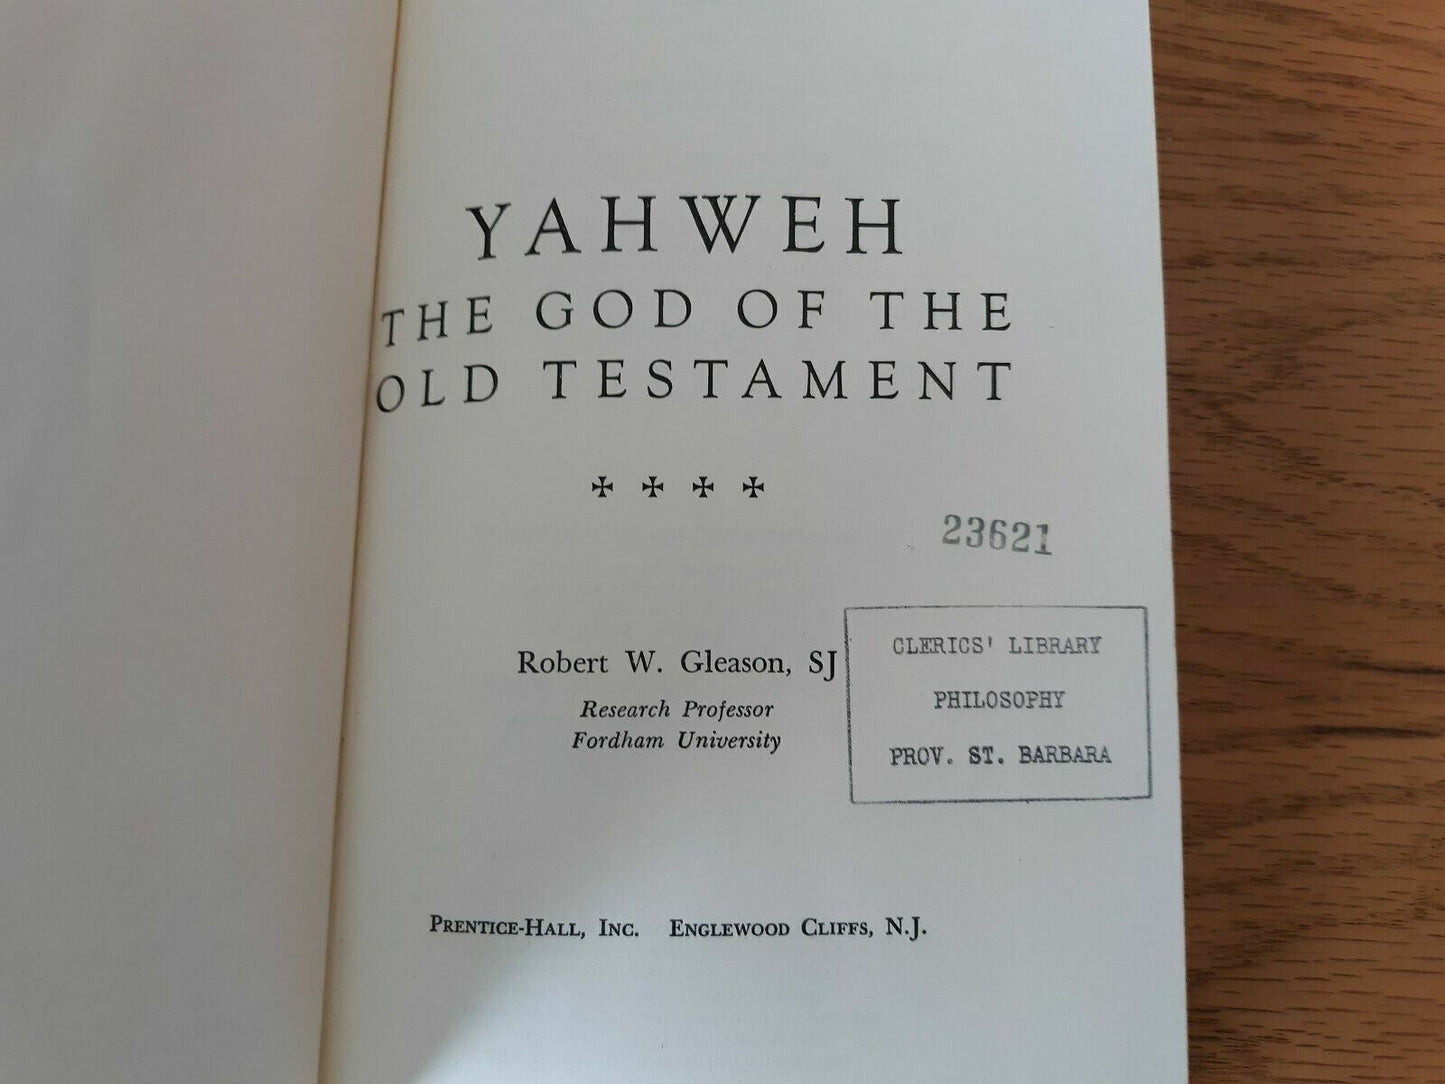 YAHWEH
THE GOD OF THE
OLD TESTAMENT
23621
Robert W. Gleason, SJ
Research Professor
Fordham University
CLERICS' LIBRARY
PHILOSOPHY
PROV. ST. BARBARA
PRENTICE-HALL, INC. ENGLEWOOD CLIFFS, N.J.